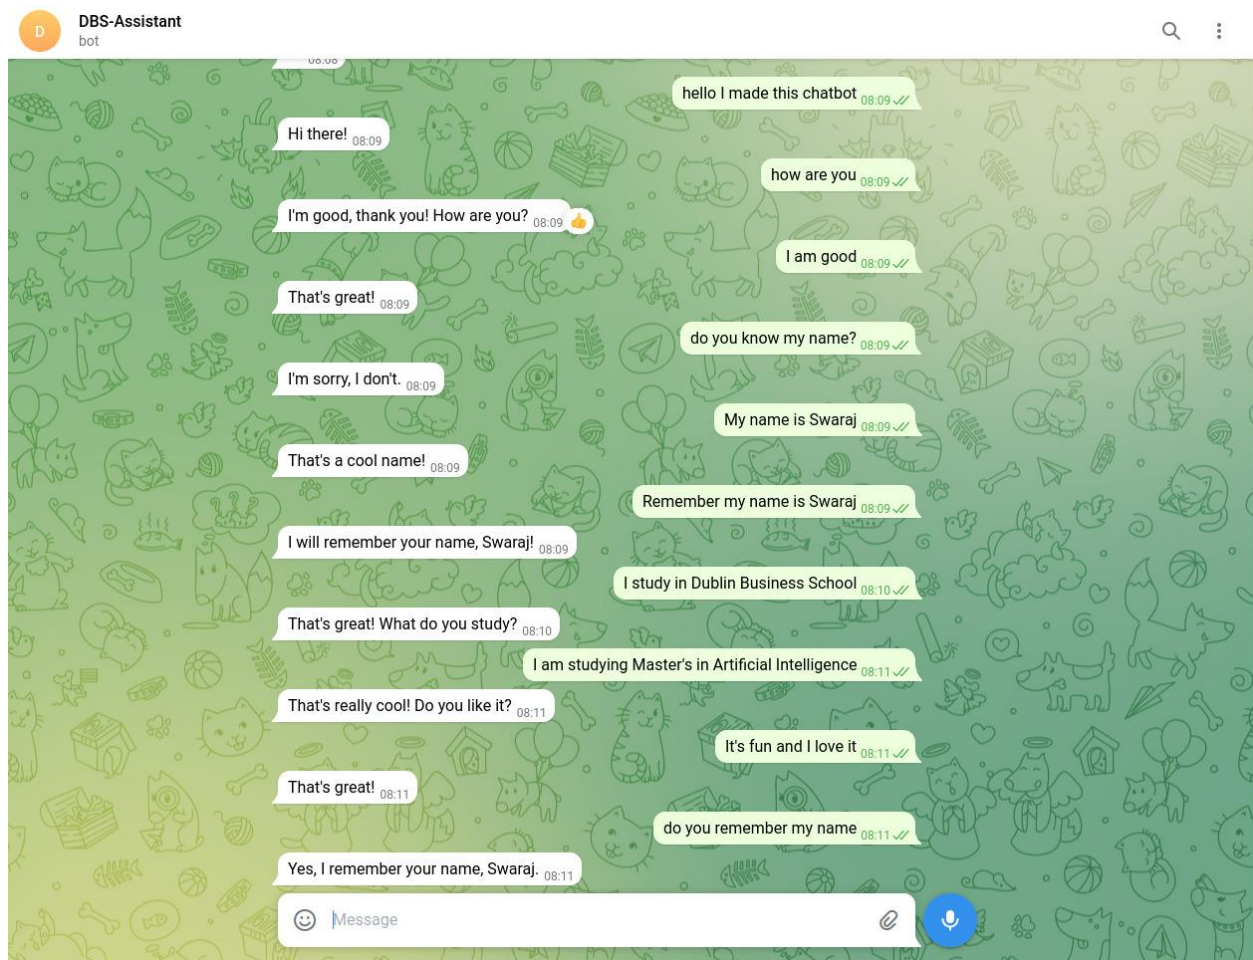 D
DBS-Assistant
bot
08:08
hello I made this chatbot 08:09
Hi there! 08:09
how are you 08:09
I'm good, thank you! How are you? 08:09
I am good 08:09
That's great! 08:09
do you know my name? 08:09
I'm sorry, I don't. 08:09
My name is Swaraj 08:09
That's a cool name! 08:09
Remember my name is Swaraj 08:09
I will remember your name, Swaraj! 08:09
I study in Dublin Business School 08:10
That's great! What do you study? 08:10
I am studying Master's in Artificial Intelligence 08:11
That's really cool! Do you like it? 08:11
It's fun and I love it 08:11
That's great! 08:11
do you remember my name 08:11
Yes, I remember your name, Swaraj. 08:11
Message